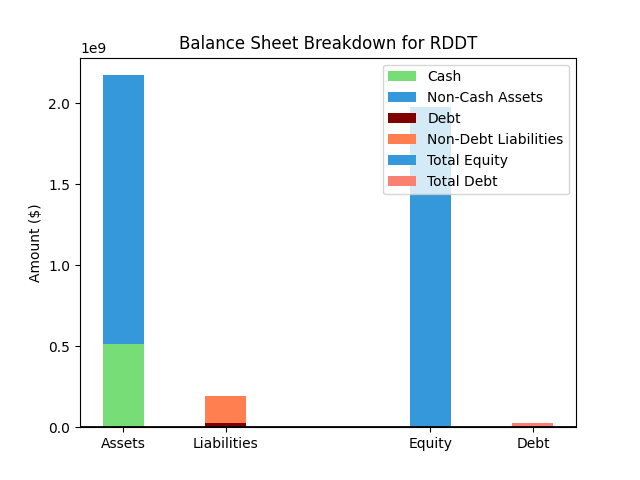 Balance Sheet Breakdown for RDDT
1e9
Cash
Non-Cash Assets
Debt
Non-Debt Liabilities
Total Equity
Total Debt
2.0
1.5
1.0
0.5
0.0
Amount ($)
Assets
Liabilities
Equity
Debt